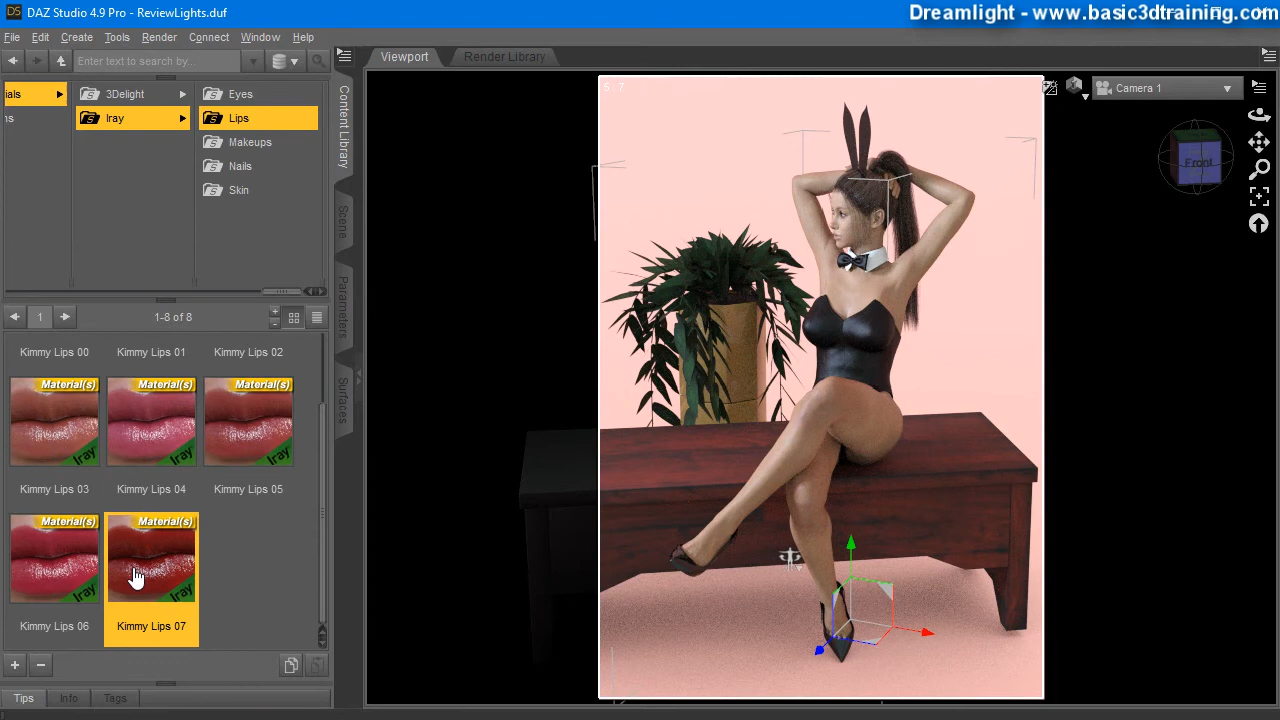 DS DAZ Studio 4.9 Pro - ReviewLights.duf
Dreamlight - www.basic3dtraining.com
File Edit Create Tools Render Connect Window Help
Enter text to search by...
Viewport Render Library
ials 3Delight Eyes
ns Iray Lips
Makeups
Nails
Skin
Content Library
Scene
Parameters
Surfaces
5 : 7
Camera 1
Front
1 1-8 of 8
Kimmy Lips 00 Kimmy Lips 01 Kimmy Lips 02
Material(s) Material(s) Material(s)
Iray Iray Iray
Kimmy Lips 03 Kimmy Lips 04 Kimmy Lips 05
Material(s) Material(s)
Iray Iray
Kimmy Lips 06 Kimmy Lips 07
Tips Info Tags